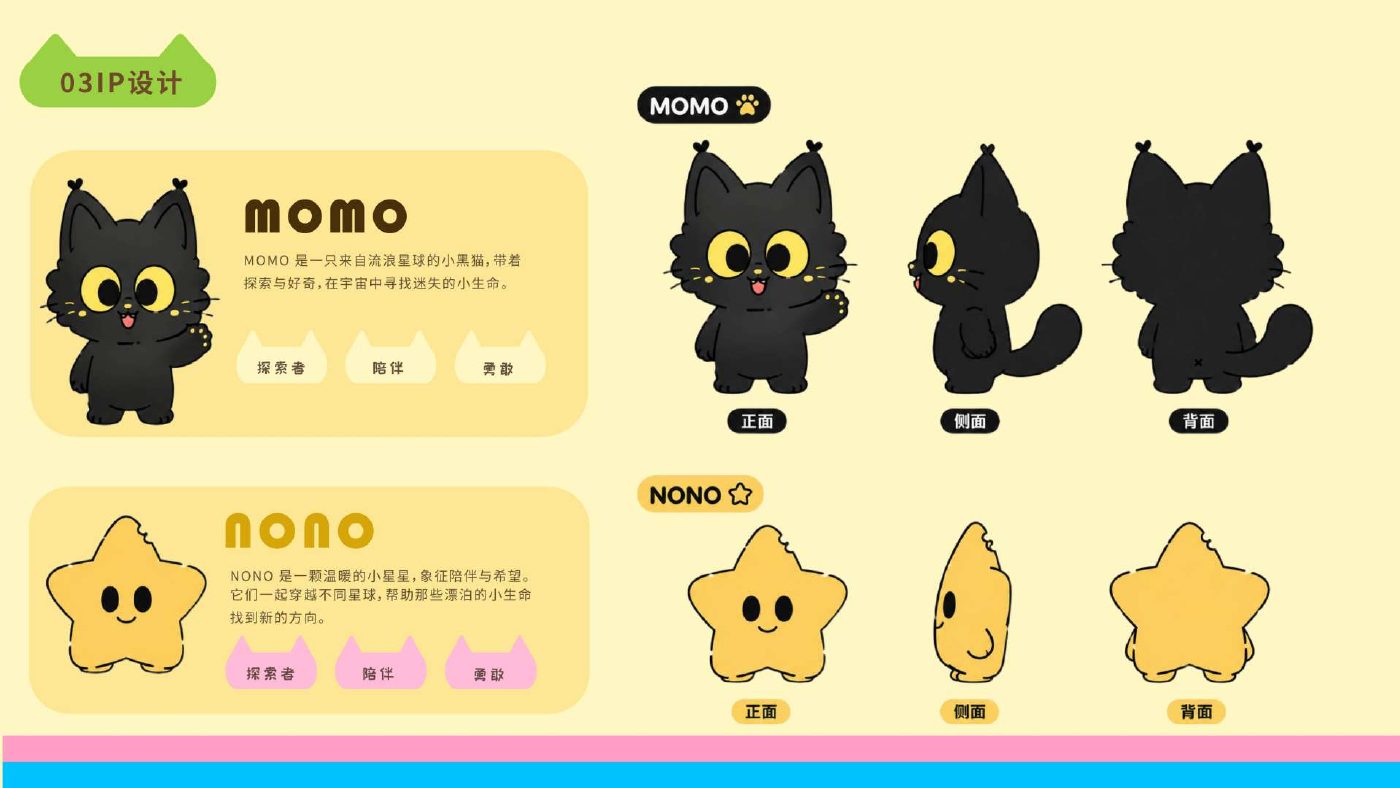 03IP设计
MOMO
MOMO 是一只来自流浪星球的小黑猫,带着
探索与好奇,在宇宙中寻找迷失的小生命。
探索者
陪伴
勇敢
MOMO
正面
侧面
背面
NONO
NONO 是一颗温暖的小星星,象征陪伴与希望。
它们一起穿越不同星球,帮助那些漂泊的小生命
找到新的方向。
探索者
陪伴
勇敢
NONO
正面
侧面
背面